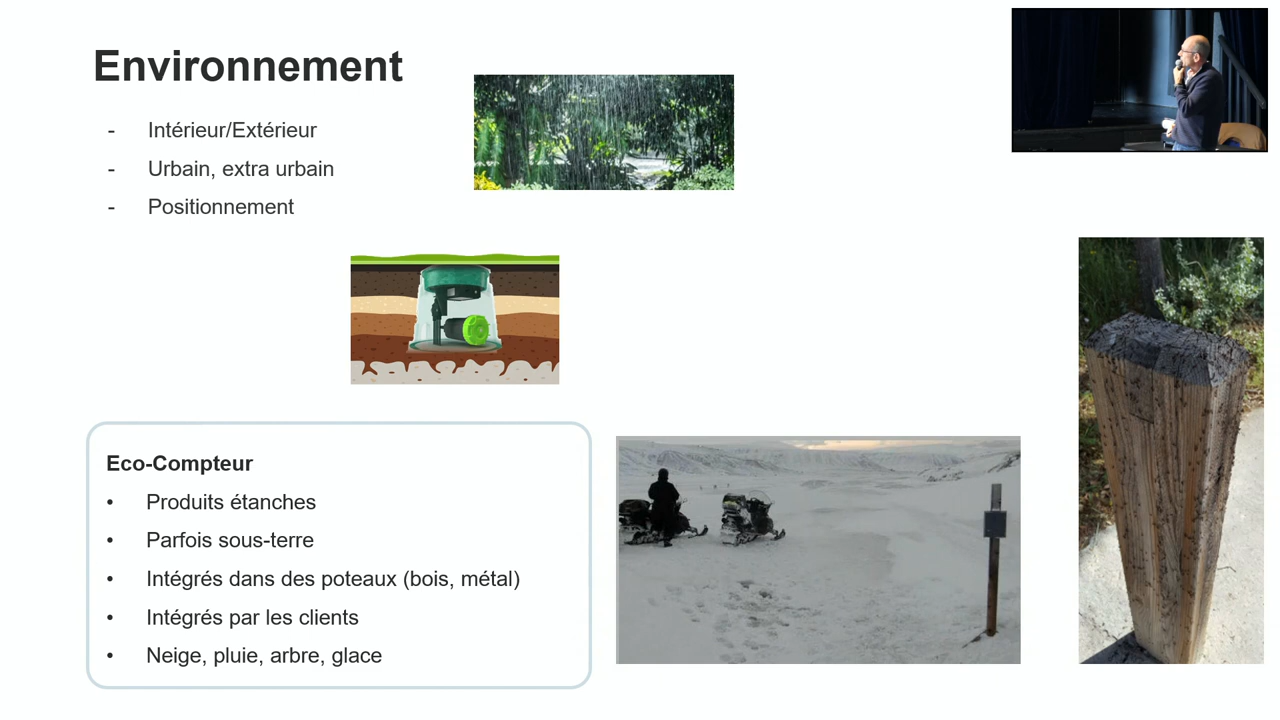 Environnement
- Intérieur/Extérieur
- Urbain, extra urbain
- Positionnement
Eco-Compteur
• Produits étanches
• Parfois sous-terre
• Intégrés dans des poteaux (bois, métal)
• Intégrés par les clients
• Neige, pluie, arbre, glace